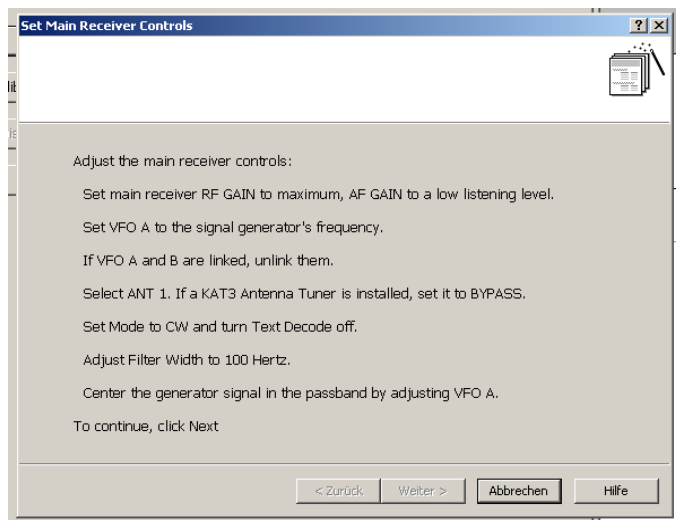 Set Main Receiver Controls
Adjust the main receiver controls:
Set main receiver RF GAIN to maximum, AF GAIN to a low listening level.
Set VFO A to the signal generator's frequency.
If VFO A and B are linked, unlink them.
Select ANT 1. If a KAT3 Antenna Tuner is installed, set it to BYPASS.
Set Mode to CW and turn Text Decode off.
Adjust Filter Width to 100 Hertz.
Center the generator signal in the passband by adjusting VFO A.
To continue, click Next
< Zurück Weiter > Abbrechen Hilfe